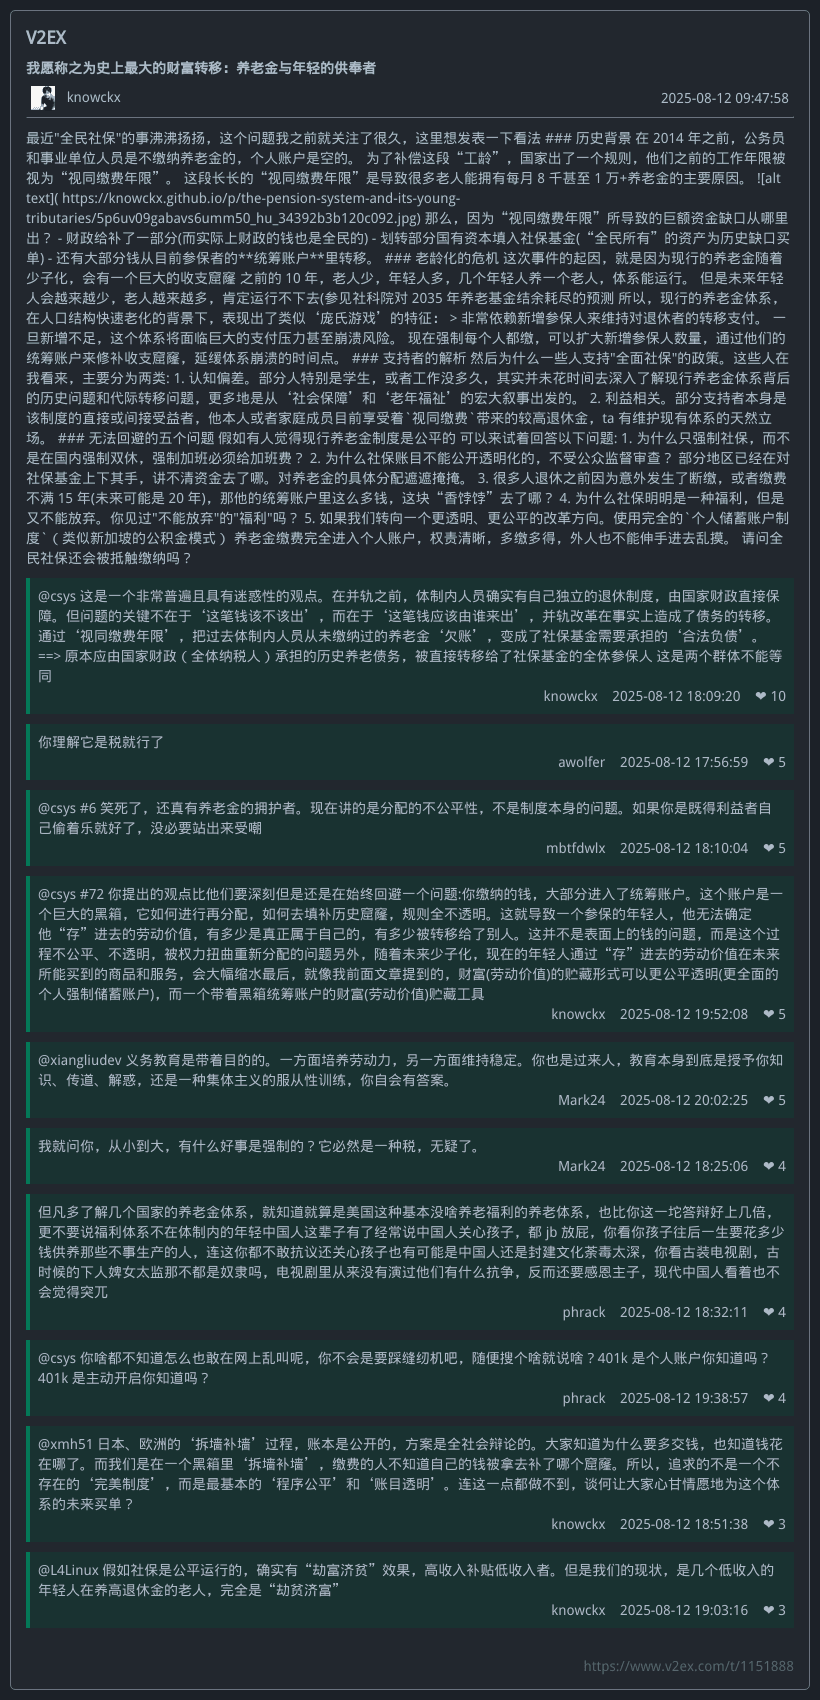 V2EX
我愿称之为史上最大的财富转移：养老金与年轻的供奉者
knowckx
2025-08-12 09:47:58
最近"全民社保"的事沸沸扬扬，这个问题我之前就关注了很久，这里想发表一下看法 ### 历史背景 在 2014 年之前，公务员
和事业单位人员是不缴纳养老金的，个人账户是空的。 为了补偿这段“工龄”，国家出了一个规则，他们之前的工作年限被
视为“视同缴费年限”。 这段长长的“视同缴费年限”是导致很多老人能拥有每月 8 千甚至 1 万+养老金的主要原因。 ![alt
text]( https://knowckx.github.io/p/the-pension-system-and-its-young-
tributaries/5p6uv09gabavs6umm50_hu_34392b3b120c092.jpg) 那么，因为“视同缴费年限”所导致的巨额资金缺口从哪里
出？ - 财政给补了一部分(而实际上财政的钱也是全民的) - 划转部分国有资本填入社保基金(“全民所有”的资产为历史缺口买
单) - 还有大部分钱从目前参保者的**统筹账户**里转移。 ### 老龄化的危机 这次事件的起因，就是因为现行的养老金随着
少子化，会有一个巨大的收支窟窿 之前的 10 年，老人少，年轻人多，几个年轻人养一个老人，体系能运行。 但是未来年轻
人会越来越少，老人越来越多，肯定运行不下去(参见社科院对 2035 年养老基金结余耗尽的预测 所以，现行的养老金体系，
在人口结构快速老化的背景下，表现出了类似‘庞氏游戏’的特征： > 非常依赖新增参保人来维持对退休者的转移支付。 一
旦新增不足，这个体系将面临巨大的支付压力甚至崩溃风险。 现在强制每个人都缴，可以扩大新增参保人数量，通过他们的
统筹账户来修补收支窟窿，延缓体系崩溃的时间点。 ### 支持者的解析 然后为什么一些人支持"全面社保"的政策。这些人在
我看来，主要分为两类: 1. 认知偏差。部分人特别是学生，或者工作没多久，其实并未花时间去深入了解现行养老金体系背后
的历史问题和代际转移问题，更多地是从‘社会保障’和‘老年福祉’的宏大叙事出发的。 2. 利益相关。部分支持者本身是
该制度的直接或间接受益者，他本人或者家庭成员目前享受着`视同缴费`带来的较高退休金，ta 有维护现有体系的天然立
场。 ### 无法回避的五个问题 假如有人觉得现行养老金制度是公平的 可以来试着回答以下问题: 1. 为什么只强制社保，而不
是在国内强制双休，强制加班必须给加班费？ 2. 为什么社保账目不能公开透明化的，不受公众监督审查？ 部分地区已经在对
社保基金上下其手，讲不清资金去了哪。对养老金的具体分配遮遮掩掩。 3. 很多人退休之前因为意外发生了断缴，或者缴费
不满 15 年(未来可能是 20 年)，那他的统筹账户里这么多钱，这块“香饽饽”去了哪？ 4. 为什么社保明明是一种福利，但是
又不能放弃。你见过"不能放弃"的"福利"吗？ 5. 如果我们转向一个更透明、更公平的改革方向。使用完全的`个人储蓄账户制
度`（类似新加坡的公积金模式）养老金缴费完全进入个人账户，权责清晰，多缴多得，外人也不能伸手进去乱摸。 请问全
民社保还会被抵触缴纳吗？
@csys 这是一个非常普遍且具有迷惑性的观点。在并轨之前，体制内人员确实有自己独立的退休制度，由国家财政直接保
障。但问题的关键不在于‘这笔钱该不该出’，而在于‘这笔钱应该由谁来出’，并轨改革在事实上造成了债务的转移。
通过‘视同缴费年限’，把过去体制内人员从未缴纳过的养老金‘欠账’，变成了社保基金需要承担的‘合法负债’。
==> 原本应由国家财政（全体纳税人）承担的历史养老债务，被直接转移给了社保基金的全体参保人 这是两个群体不能等
同
knowckx 2025-08-12 18:09:20 ❤ 10
你理解它是税就行了
awolfer 2025-08-12 17:56:59 ❤ 5
@csys #6 笑死了，还真有养老金的拥护者。现在讲的是分配的不公平性，不是制度本身的问题。如果你是既得利益者自
己偷着乐就好了，没必要站出来受嘲
mbtfdwlx 2025-08-12 18:10:04 ❤ 5
@csys #72 你提出的观点比他们要深刻但是还是在始终回避一个问题:你缴纳的钱，大部分进入了统筹账户。这个账户是一
个巨大的黑箱，它如何进行再分配，如何去填补历史窟窿，规则全不透明。这就导致一个参保的年轻人，他无法确定
他“存”进去的劳动价值，有多少是真正属于自己的，有多少被转移给了别人。这并不是表面上的钱的问题，而是这个过
程不公平、不透明，被权力扭曲重新分配的问题另外，随着未来少子化，现在的年轻人通过“存”进去的劳动价值在未来
所能买到的商品和服务，会大幅缩水最后，就像我前面文章提到的，财富(劳动价值)的贮藏形式可以更公平透明(更全面的
个人强制储蓄账户)，而一个带着黑箱统筹账户的财富(劳动价值)贮藏工具
knowckx 2025-08-12 19:52:08 ❤ 5
@xiangliudev 义务教育是带着目的的。一方面培养劳动力，另一方面维持稳定。你也是过来人，教育本身到底是授予你知
识、传道、解惑，还是一种集体主义的服从性训练，你自会有答案。
Mark24 2025-08-12 20:02:25 ❤ 5
我就问你，从小到大，有什么好事是强制的？它必然是一种税，无疑了。
Mark24 2025-08-12 18:25:06 ❤ 4
但凡多了解几个国家的养老金体系，就知道就算是美国这种基本没啥养老福利的养老体系，也比你这一坨答辩好上几倍，
更不要说福利体系不在体制内的年轻中国人这辈子有了经常说中国人关心孩子，都 jb 放屁，你看你孩子往后一生要花多少
钱供养那些不事生产的人，连这你都不敢抗议还关心孩子也有可能是中国人还是封建文化荼毒太深，你看古装电视剧，古
时候的下人婢女太监那不都是奴隶吗，电视剧里从来没有演过他们有什么抗争，反而还要感恩主子，现代中国人看着也不
会觉得突兀
phrack 2025-08-12 18:32:11 ❤ 4
@csys 你啥都不知道怎么也敢在网上乱叫呢，你不会是要踩缝纫机吧，随便搜个啥就说啥？401k 是个人账户你知道吗？
401k 是主动开启你知道吗？
phrack 2025-08-12 19:38:57 ❤ 4
@xmh51 日本、欧洲的‘拆墙补墙’过程，账本是公开的，方案是全社会辩论的。大家知道为什么要多交钱，也知道钱花
在哪了。而我们是在一个黑箱里‘拆墙补墙’，缴费的人不知道自己的钱被拿去补了哪个窟窿。所以，追求的不是一个不
存在的‘完美制度’，而是最基本的‘程序公平’和‘账目透明’。连这一点都做不到，谈何让大家心甘情愿地为这个体
系的未来买单？
knowckx 2025-08-12 18:51:38 ❤ 3
@L4Linux 假如社保是公平运行的，确实有“劫富济贫”效果，高收入补贴低收入者。但是我们的现状，是几个低收入的
年轻人在养高退休金的老人，完全是“劫贫济富”
knowckx 2025-08-12 19:03:16 ❤ 3
https://www.v2ex.com/t/1151888